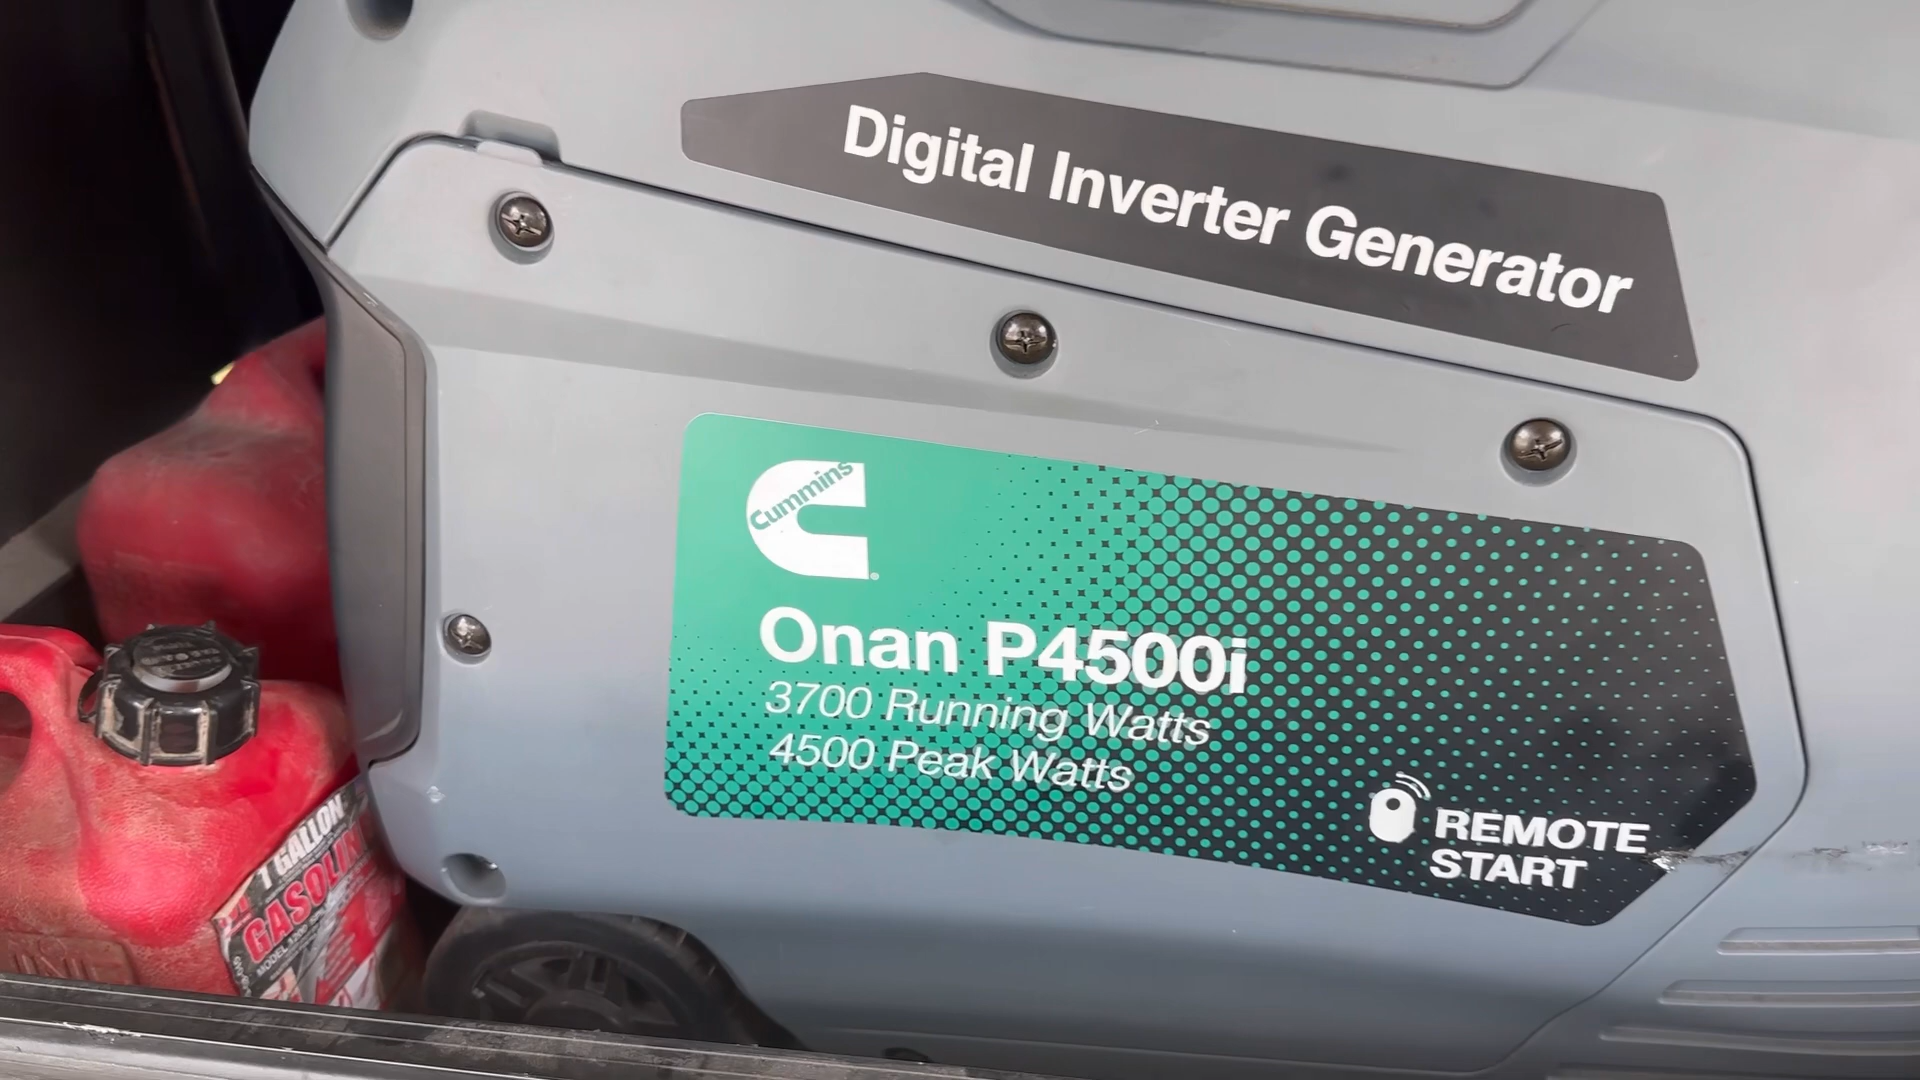 Digital Inverter Generator
Cummins
Onan P4500i
3700 Running Watts
4500 Peak Watts
REMOTE
START
1 GALLON
GASOLINE